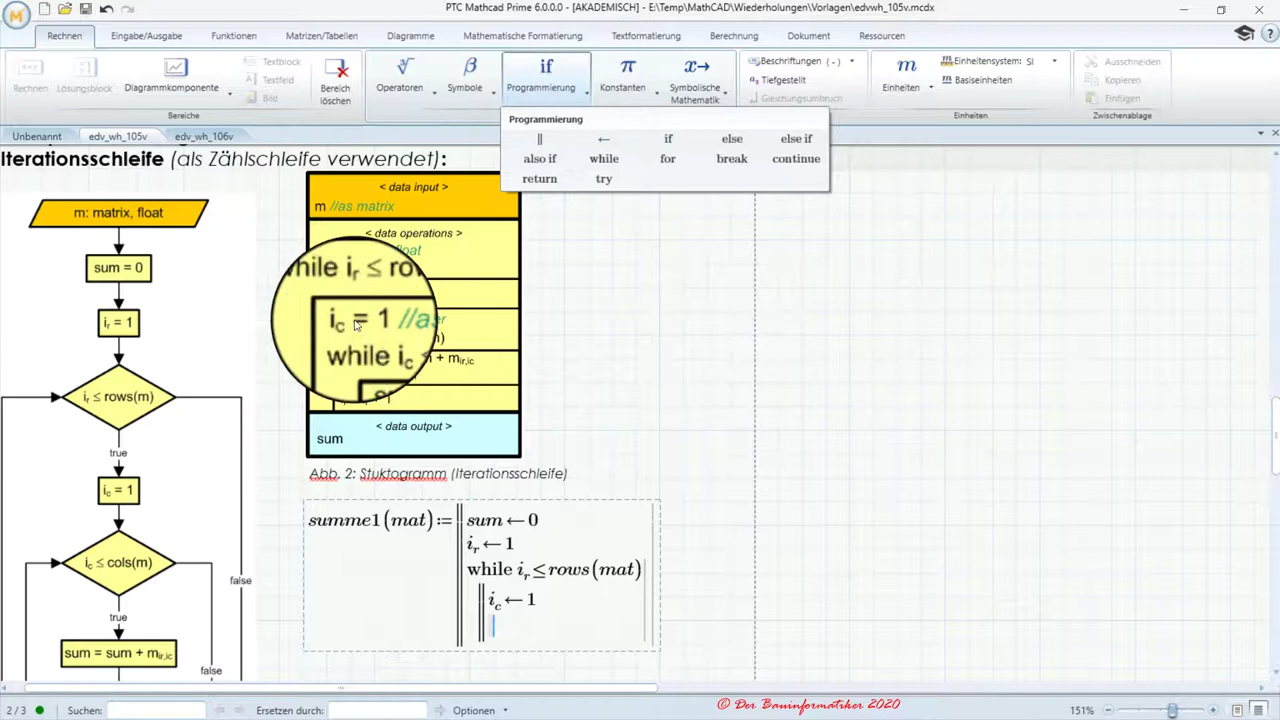 PTC Mathcad Prime 6.0.0.0 - [AKADEMISCH] - E:\Temp\MatCAD\Wiederholungen\Vorlagen\edvwh_105v.mcdx
Rechnen Eingabe/Ausgabe Funktionen Matrizen/Tabellen Diagramme Mathematische Formatierung Textformatierung Berechnung Dokument Ressourcen
Rechnen Lösungsblock Diagrammkomponente Textblock Textfeld Bild Bereich löschen
Operatoren Symbole Programmierung Konstanten Symbolische Mathematik
if β π x→
Beschriftungen ( - ) Tiefgestellt Gleichungsumbruch
m Einheiten Einheitensystem: SI Basiseinheiten
Ausschneiden Kopieren Einfügen
Bereiche Einheiten Zwischenablage
Programmierung
‖ ← if else else if
also if while for break continue
return try
Unbenannt edv_wh_105v edv_wh_106v
Iterationsschleife (als Zählschleife verwendet):
m: matrix, float
sum = 0
ir = 1
ir ≤ rows(m)
true
ic = 1
ic ≤ cols(m)
false
true
sum = sum + mir,ic
false
< data input >
m //as matrix
< data operations >
while ir ≤ ro
ic = 1 //as
while ic
+ mir,ic
< data output >
sum
Abb. 2: Stuktogramm (Iterationsschleife)
summe1(mat):=
sum←0
ir←1
while ir≤rows(mat)
ic←1
2 / 3 Suchen: Ersetzen durch: Optionen
© Der Bauinformatiker 2020
151%